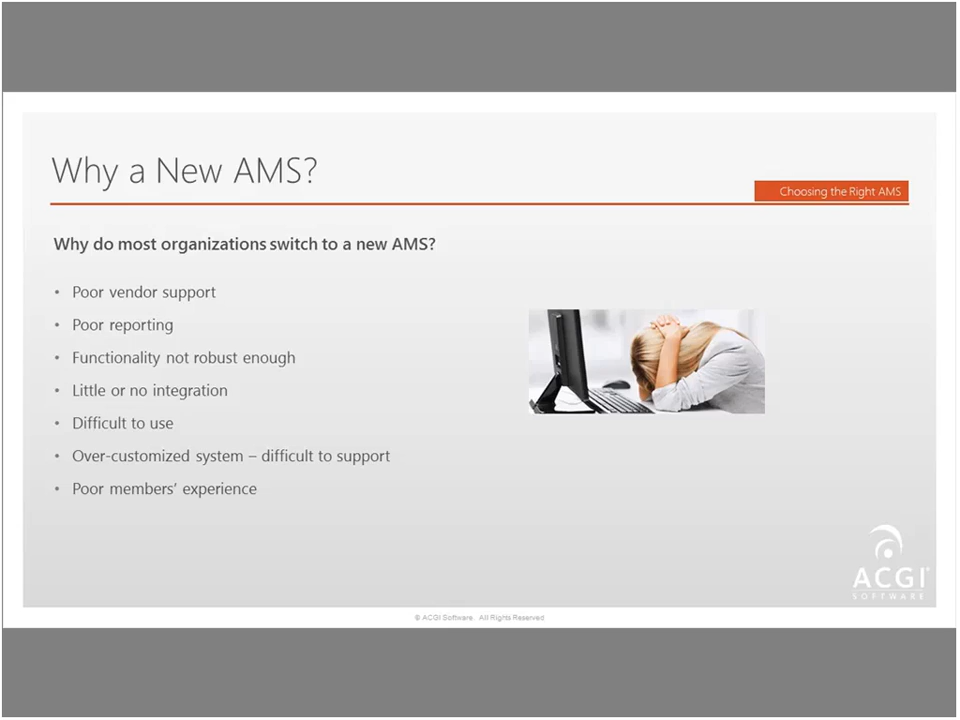 Why a New AMS?
Choosing the Right AMS
Why do most organizations switch to a new AMS?
• Poor vendor support
• Poor reporting
• Functionality not robust enough
• Little or no integration
• Difficult to use
• Over-customized system – difficult to support
• Poor members’ experience
ACGI®
SOFTWARE
© ACGI Software. All Rights Reserved